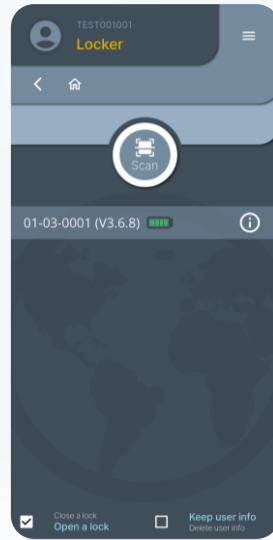 TEST001001
Locker
Scan
01-03-0001 (V3.6.8)
Close a lock
Open a lock
Keep user info
Delete user info